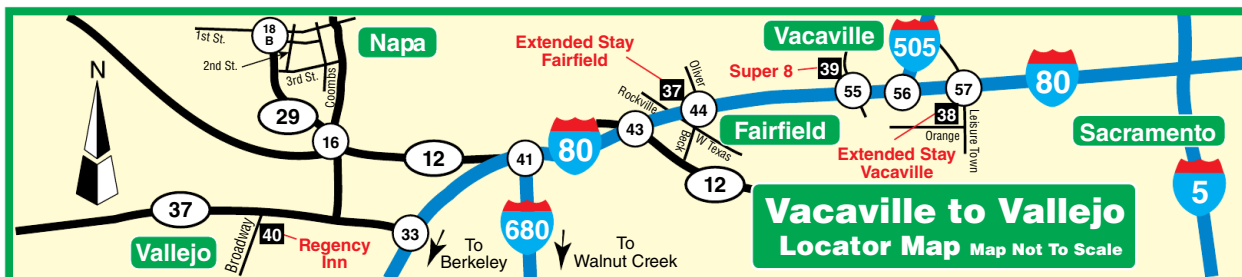 1st St.
18
B
2nd St.
3rd St.
Coombs
Napa
N
29
16
12
37
Vallejo
Broadway
40
Regency
Inn
33
To
Berkeley
41
680
To
Walnut Creek
80
Extended Stay
Fairfield
37
Rockville
Oliver
43
44
Beck
W Texas
12
Fairfield
Vacaville
Super 8
39
55
505
56
57
38
Orange
Leisure Town
Extended Stay
Vacaville
80
Sacramento
5
Vacaville to Vallejo
Locator Map Map Not To Scale